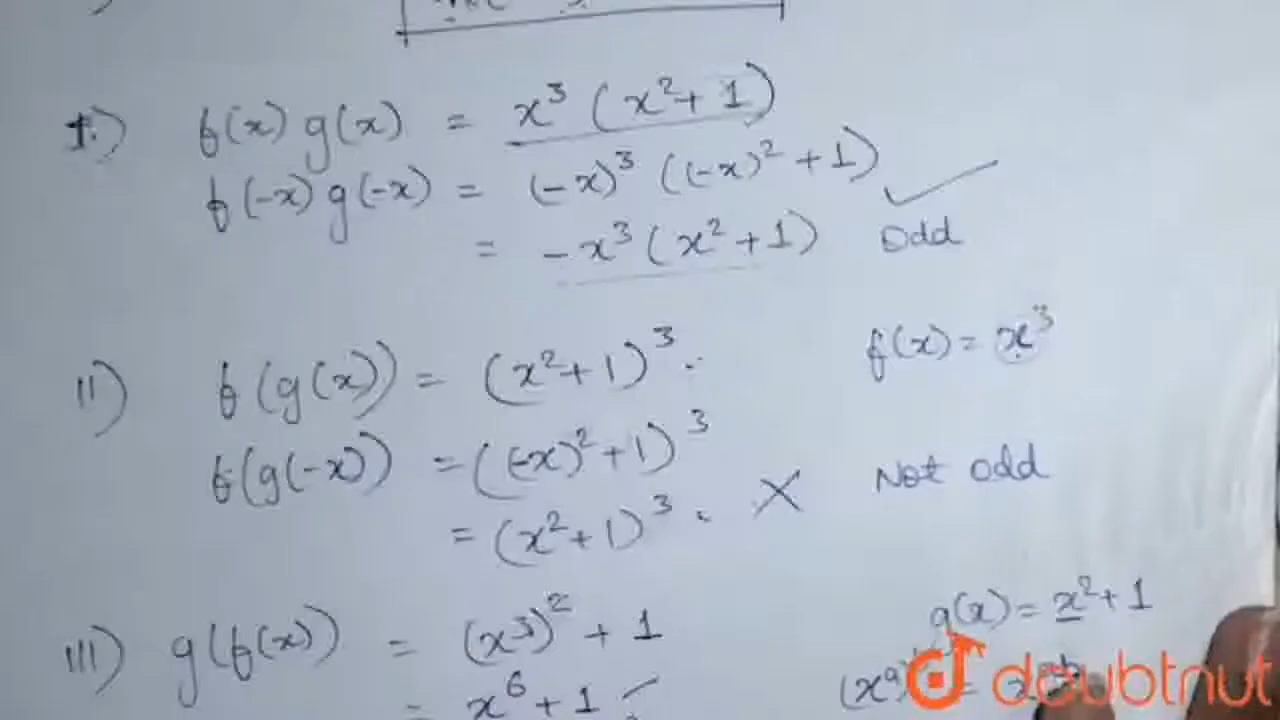 I.) f(x) g(x) = x³ (x²+1)
f(-x) g(-x) = (-x)³ ((-x)² + 1)
= -x³ (x² + 1) Odd
II) f(g(x)) = (x²+1)³. f(x) = x³
f(g(-x)) = ((-x)² + 1)³
= (x²+1)³. X Not odd
III) g(f(x)) = (x³)² + 1 g(x) = x² + 1
= x⁶ + 1
doubtnut